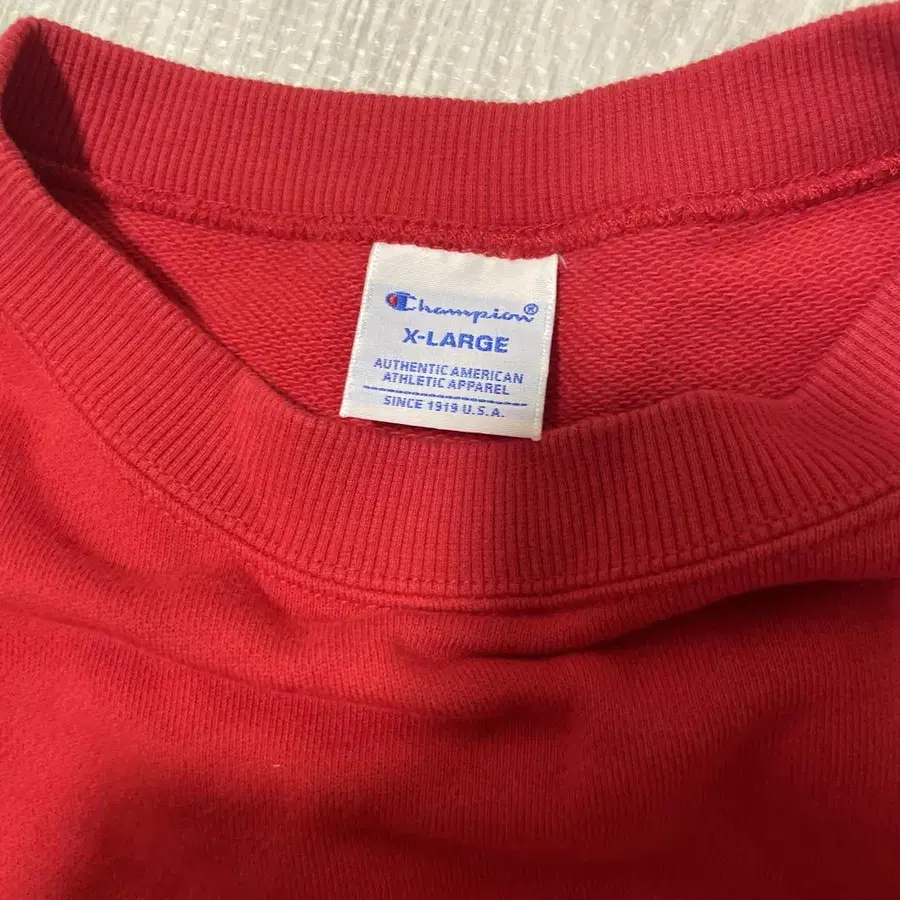 Champion®
X-LARGE
AUTHENTIC AMERICAN
ATHLETIC APPAREL
SINCE 1919 U.S.A.